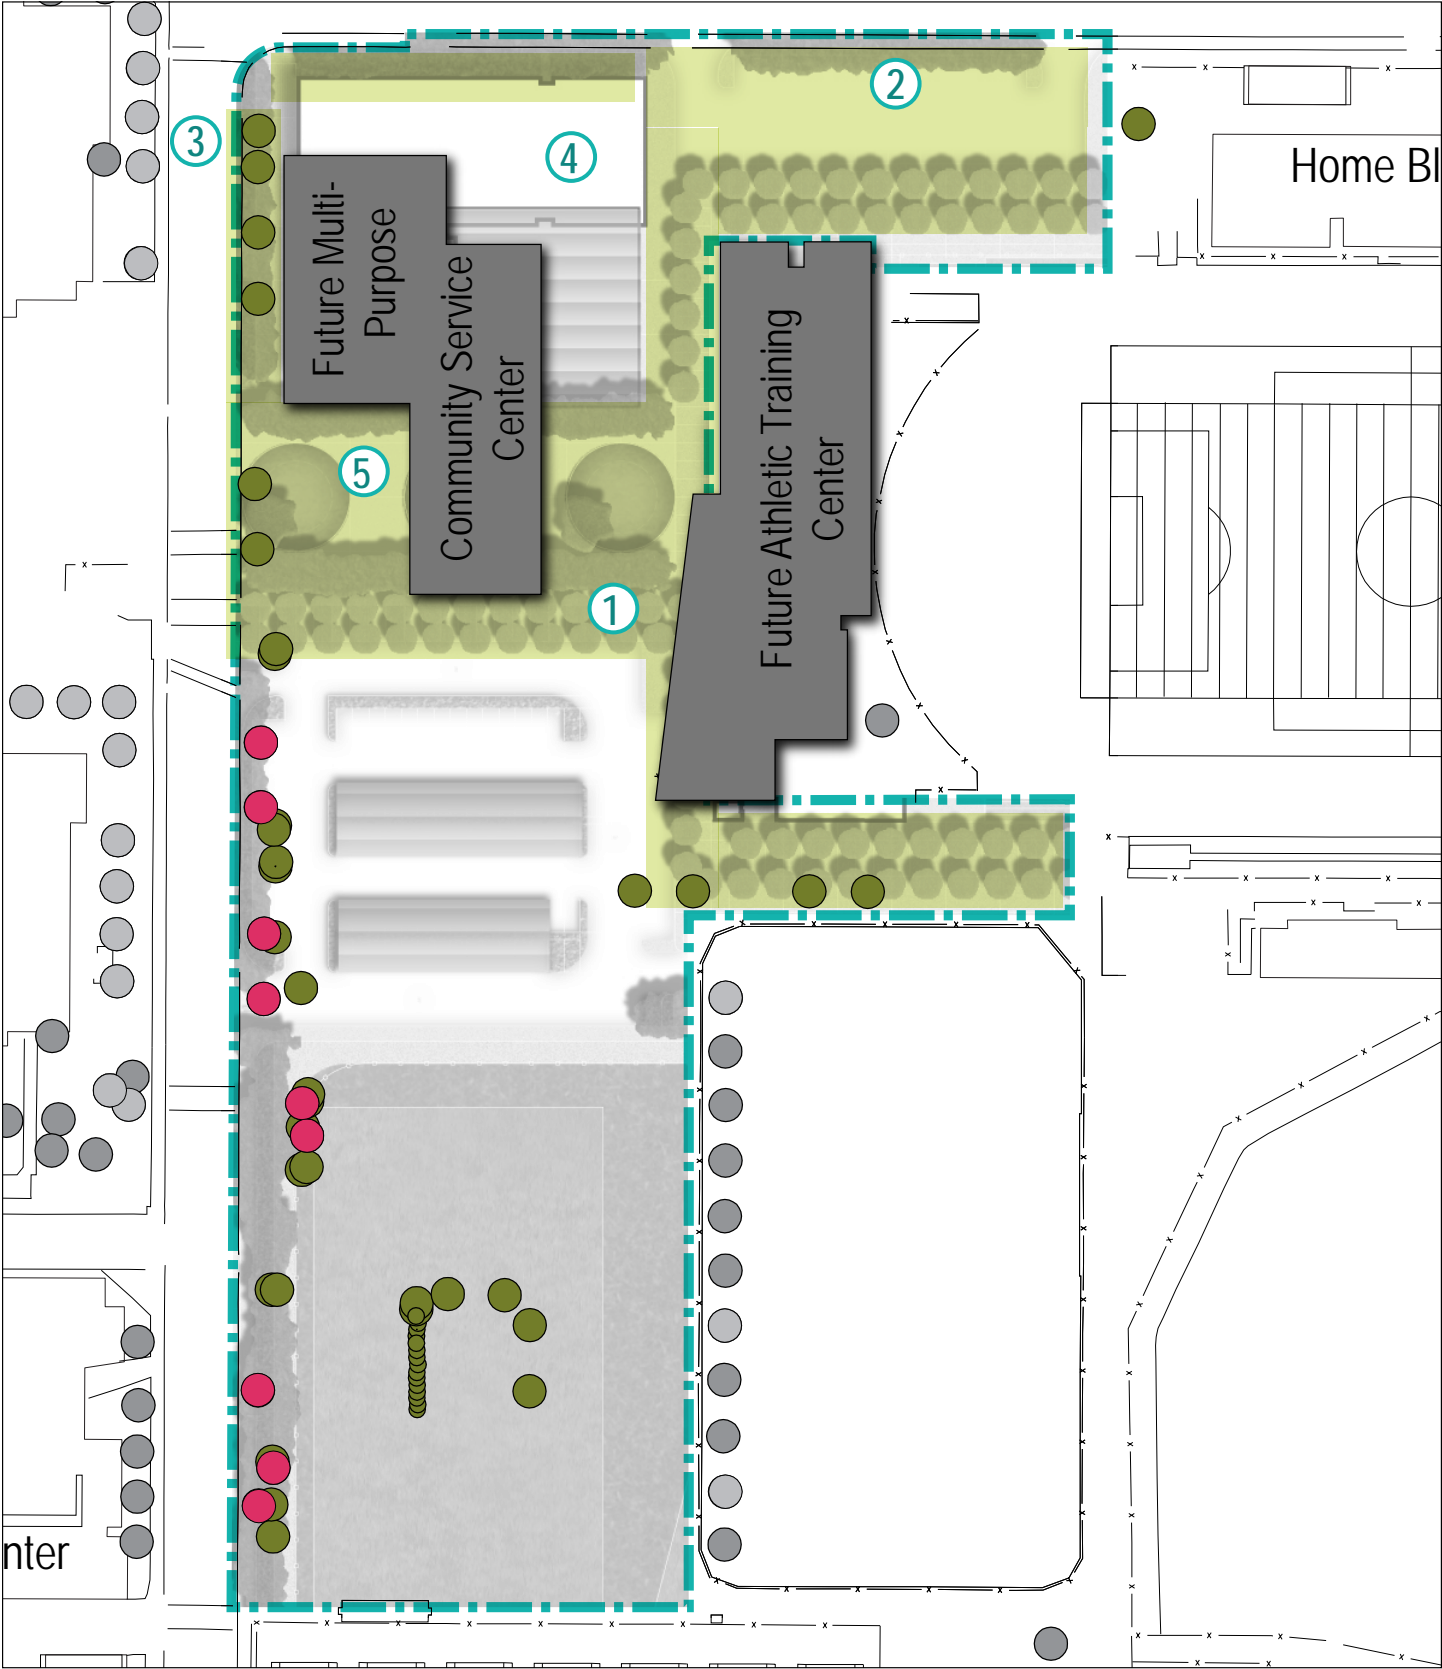 2
3
4
Home Bl
Future Multi-
Purpose
Community Service
Center
Future Athletic Training
Center
5
1
nter